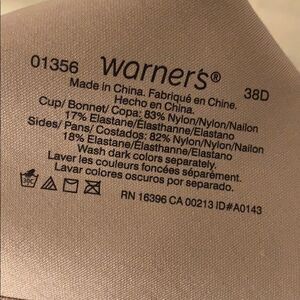 01356 warner's® 38D
Made in China. Fabriqué en Chine.
Hecho en China.
Cup/ Bonnet/ Copa: 83% Nylon/Nylon/Nailon
17% Elastane/Élasthanne/Elastano
Sides/ Pans/ Costados: 82% Nylon/Nylon/Nailon
18% Elastane/Élasthanne/Elastano
Wash dark colors separately.
Laver les couleurs foncées séparément.
Lavar colores oscuros por separado.
RN 16396 CA 00213 ID#A0143